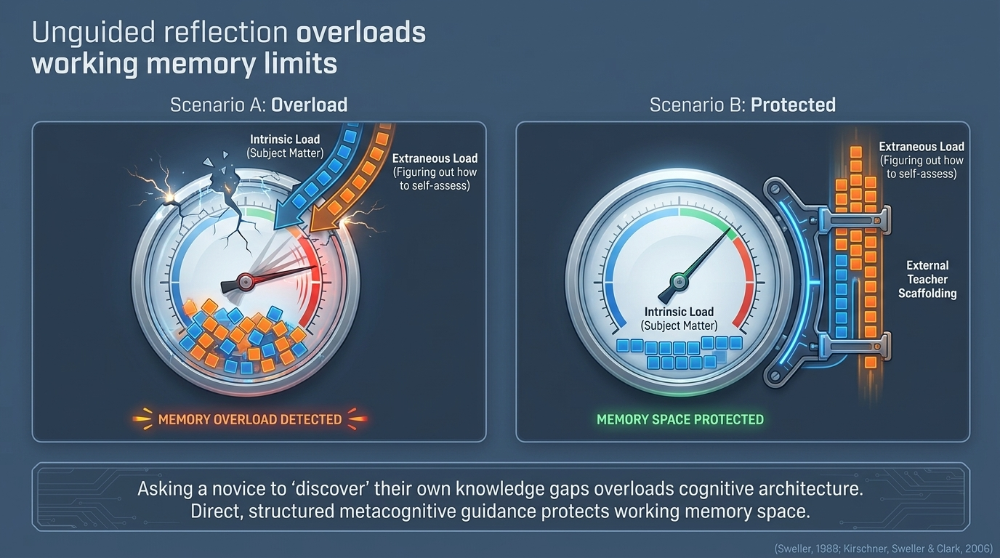 Unguided reflection overloads
working memory limits
Scenario A: Overload
Intrinsic Load
(Subject Matter)
Extraneous Load
(Figuring out how
to self-assess)
MEMORY OVERLOAD DETECTED
Scenario B: Protected
Extraneous Load
(Figuring out how
to self-assess)
External
Teacher
Scaffolding
Intrinsic Load
(Subject Matter)
MEMORY SPACE PROTECTED
Asking a novice to ‘discover’ their own knowledge gaps overloads cognitive architecture.
Direct, structured metacognitive guidance protects working memory space.
(Sweller, 1988; Kirschner, Sweller & Clark, 2006)